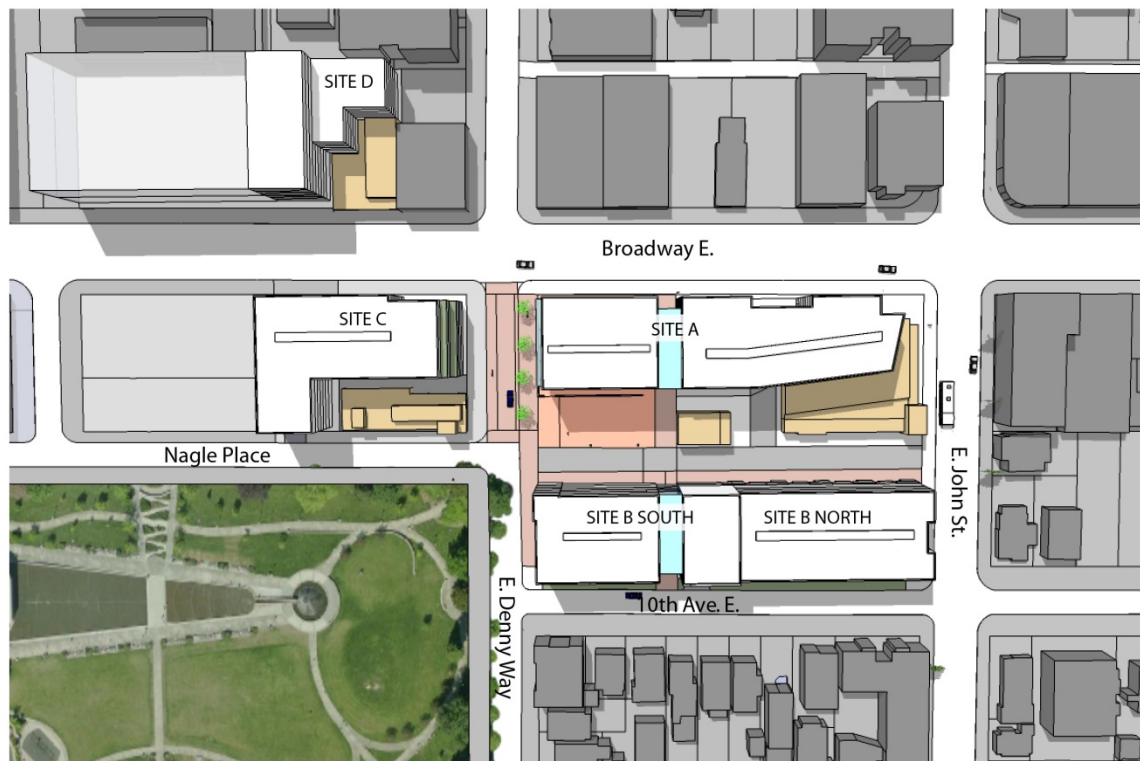 SITE D
Broadway E.
SITE C
SITE A
Nagle Place
E. John St.
SITE B SOUTH
SITE B NORTH
E. Denny Way
10th Ave. E.